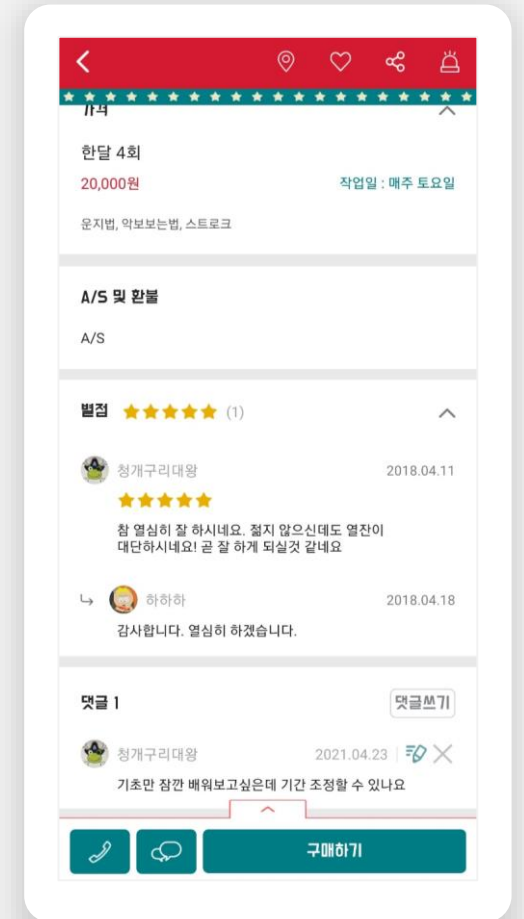 가격
한달 4회
20,000원 작업일 : 매주 토요일
운지법, 악보보는법, 스트로크
A/S 및 환불
A/S
별점 (1)
청개구리대왕 2018.04.11
참 열심히 잘 하시네요. 젊지 않으신데도 열잔이
대단하시네요! 곧 잘 하게 되실것 같네요
하하하 2018.04.18
감사합니다. 열심히 하겠습니다.
댓글 1 댓글쓰기
청개구리대왕 2021.04.23
기초만 잠깐 배워보고싶은데 기간 조정할 수 있나요
구매하기